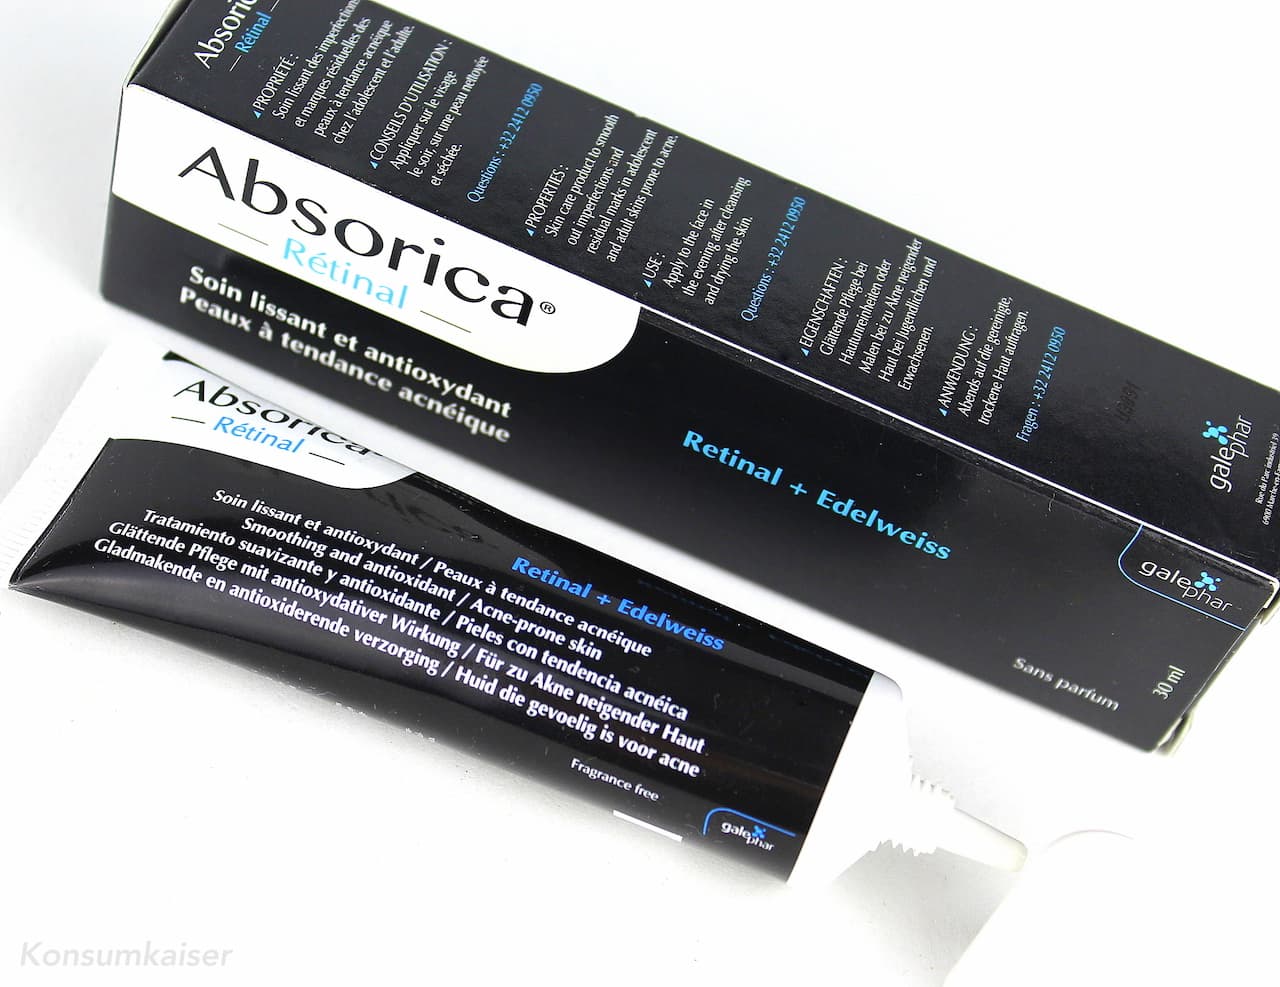 Absoric
Rétinal
PROPRIÉTÉ :
Soin lissant des imperfections
et marques résiduelles des
peaux à tendance acnéique
chez l'adolescent et l'adulte.
CONSEILS D'UTILISATION :
Appliquer sur le visage
le soir, sur une peau nettoyée
et séchée.
Questions : +32 2412 0950
PROPERTIES :
Skin care product to smooth
out imperfections and
residual marks in adolescent
and adult skins prone to acne.
USE :
Apply to the face in
the evening after cleansing
and drying the skin.
Questions : +32 2412 0950
EIGENSCHAFTEN :
Glättende Pflege bei
Hautunreinheiten oder
Malen bei zu Akne neigender
Haut bei Jugendlichen und
Erwachsenen.
ANWENDUNG :
Abends auf die gereinigte,
trockene Haut auftragen.
Fragen : +32 2412 0950
galephar
Rue du Parc industriel 39
Absorica®
Rétinal
Soin lissant et antioxydant
Peaux à tendance acnéique
Retinal + Edelweiss
galephar
Sans parfum
30 ml
Absorica
Rétinal
Retinal + Edelweiss
Soin lissant et antioxydant / Peaux à tendance acnéique
Smoothing and antioxidant / Acne-prone skin
Tratamiento suavizante y antioxidante / Pieles con tendencia acnéica
Glättende Pflege mit antioxydativer Wirkung / Für zu Akne neigender Haut
Gladmakende en antioxiderende verzorging / Huid die gevoelig is voor acne
Fragrance free
galephar
Konsumkaiser